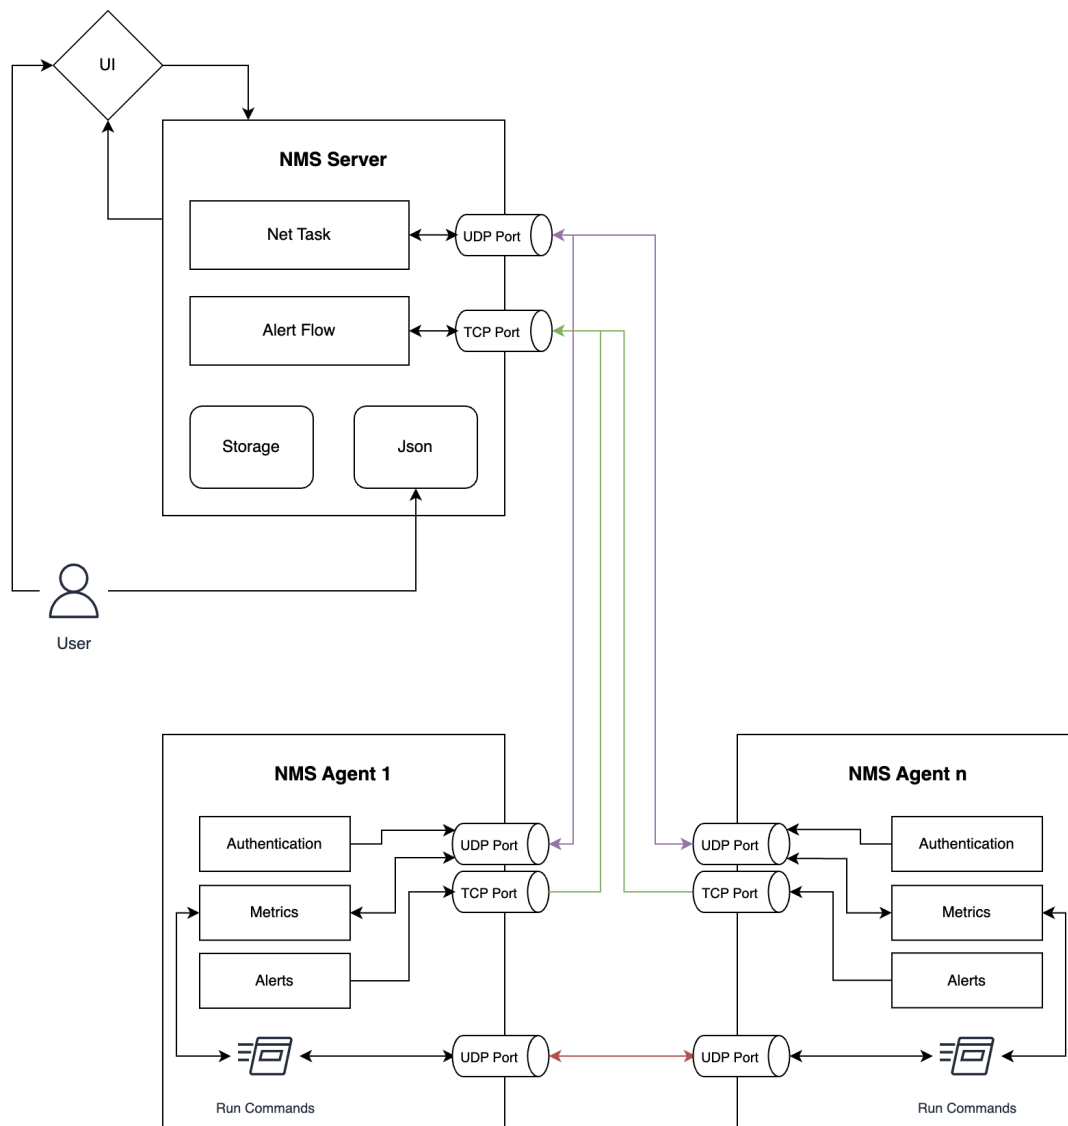 UI
NMS Server
Net Task
UDP Port
Alert Flow
TCP Port
Storage
Json
User
NMS Agent 1
Authentication
UDP Port
Metrics
TCP Port
Alerts
UDP Port
Run Commands
NMS Agent n
UDP Port
Authentication
TCP Port
Metrics
Alerts
UDP Port
Run Commands